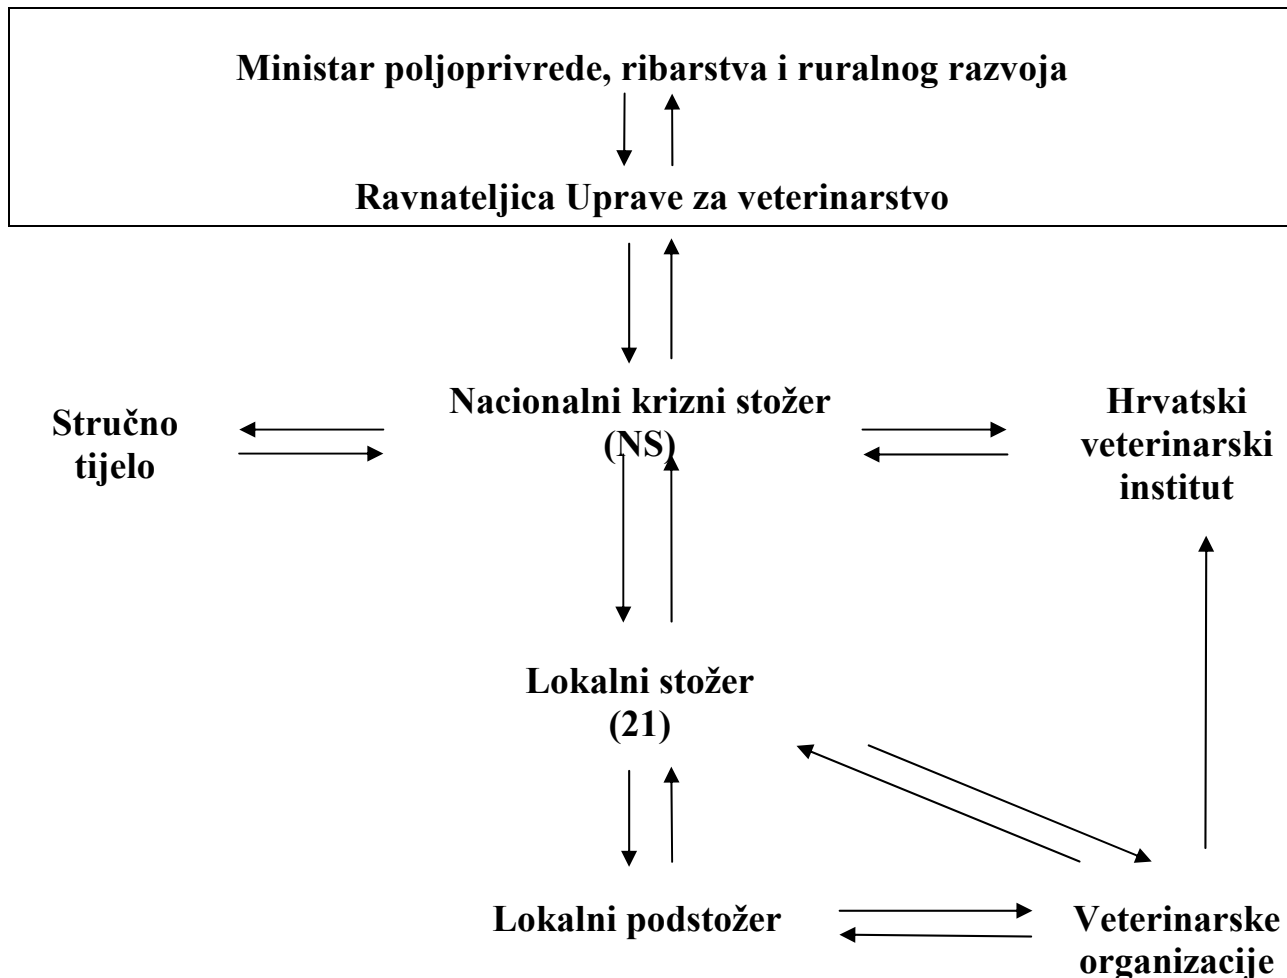 Ministar poljoprivrede, ribarstva i ruralnog razvoja
Ravnateljica Uprave za veterinarstvo
Stručno
tijelo
Nacionalni krizni stožer
(NS)
Hrvatski
veterinarski
institut
Lokalni stožer
(21)
Lokalni podstožer
Veterinarske
organizacije